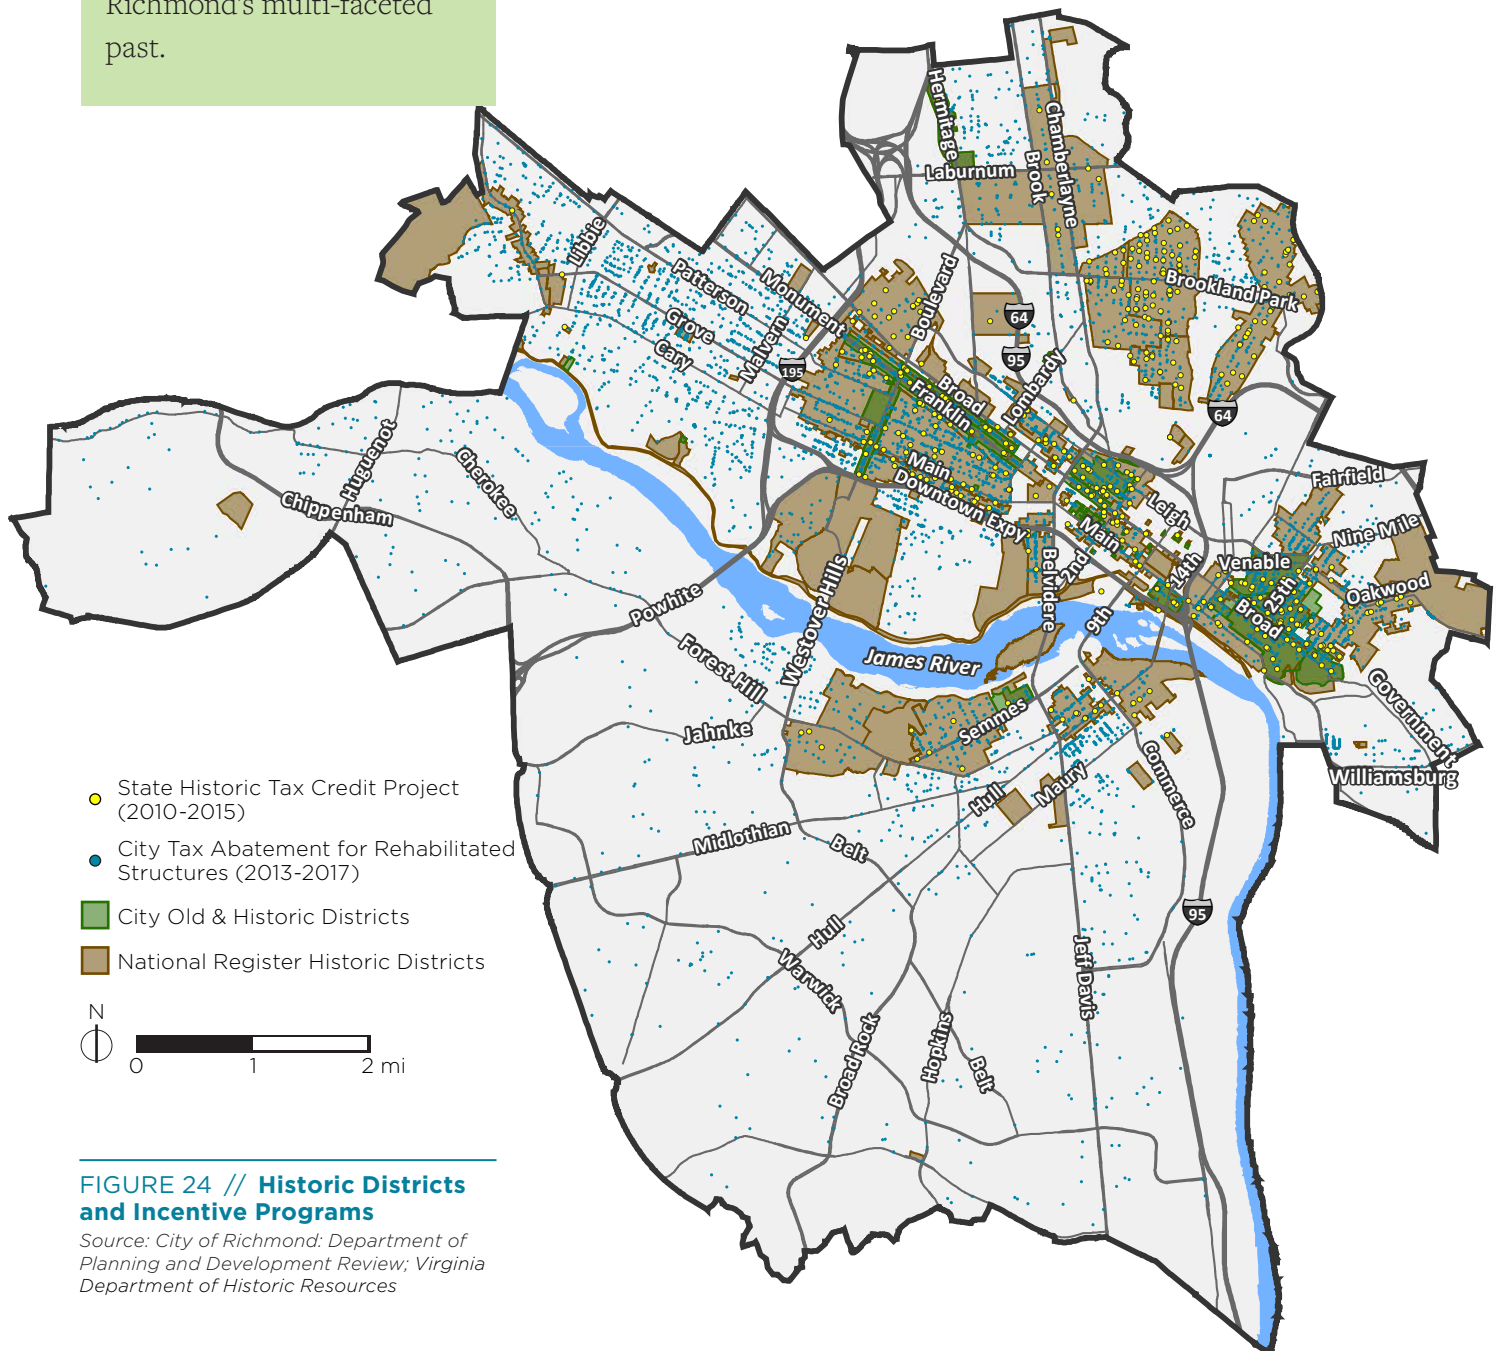 Richmond's multi-faceted
past.
Hermitage
Laburnum
Brook
Chamberlayne
Libbie
Patterson
Monument
Grove
Cary
Malvern
Boulevard
Brookland Park
64
95
195
Lombardy
Broad
Franklin
64
Main
Downtown Expy
Huguenot
Cherokee
Chippenham
Leigh
Main
2nd
14th
Belvidere
9th
Fairfield
Nine Mile
Venable
25th
Broad
Oakwood
Powhite
Westover Hills
James River
Forest Hill
Semmes
Jahnke
Government
Williamsburg
Commerce
Maury
Hull
Midlothian
Belt
95
Hull
Warwick
Jeff Davis
Broad Rock
Hopkins
Belt
State Historic Tax Credit Project
(2010-2015)
City Tax Abatement for Rehabilitated
Structures (2013-2017)
City Old & Historic Districts
National Register Historic Districts
N
0 1 2 mi
FIGURE 24 // Historic Districts
and Incentive Programs
Source: City of Richmond: Department of
Planning and Development Review; Virginia
Department of Historic Resources